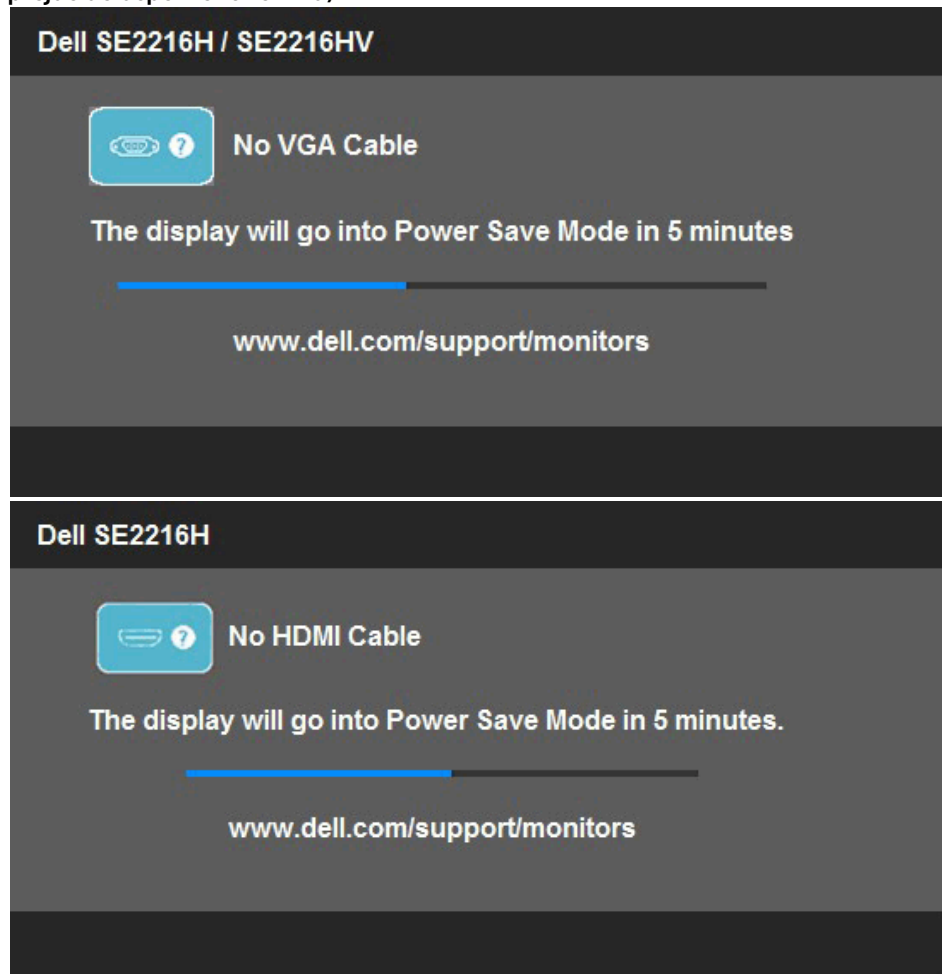 Dell SE2216H / SE2216HV
? No VGA Cable
The display will go into Power Save Mode in 5 minutes
www.dell.com/support/monitors
Dell SE2216H
? No HDMI Cable
The display will go into Power Save Mode in 5 minutes.
www.dell.com/support/monitors